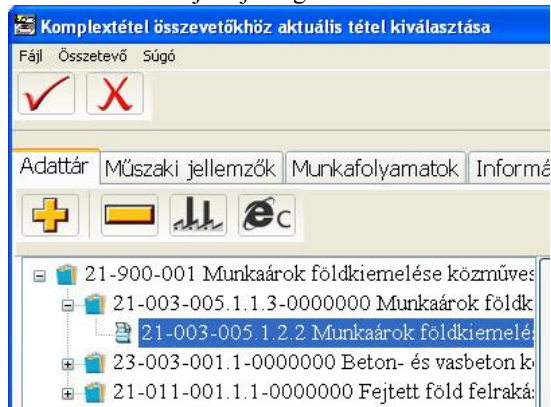 Komplextétel összevetőkhöz aktuális tétel kiválasztása
Fájl Összetevő Súgó
Adattár Műszaki jellemzők Munkafolyamatok Informá
c
21-900-001 Munkaárok földkiemelése közműves
21-003-005.1.1.3-0000000 Munkaárok földk
21-003-005.1.2.2 Munkaárok földkiemelé
23-003-001.1-0000000 Beton- és vasbeton k
21-011-001.1.1-0000000 Fejtett föld felraká